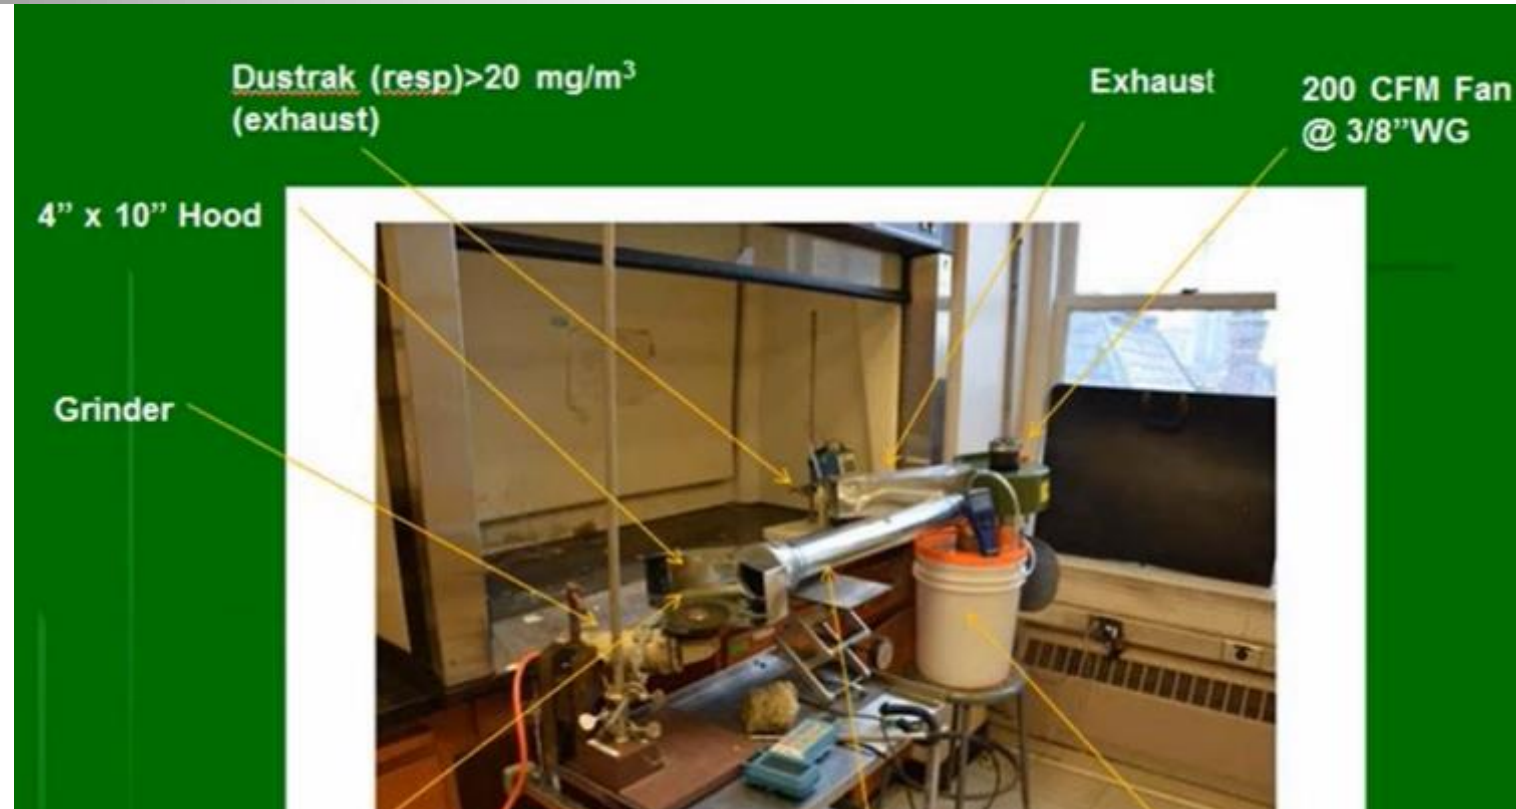 Dustrak (resp)>20 mg/m³
(exhaust)
Exhaust
200 CFM Fan
@ 3/8”WG
4” x 10” Hood
Grinder